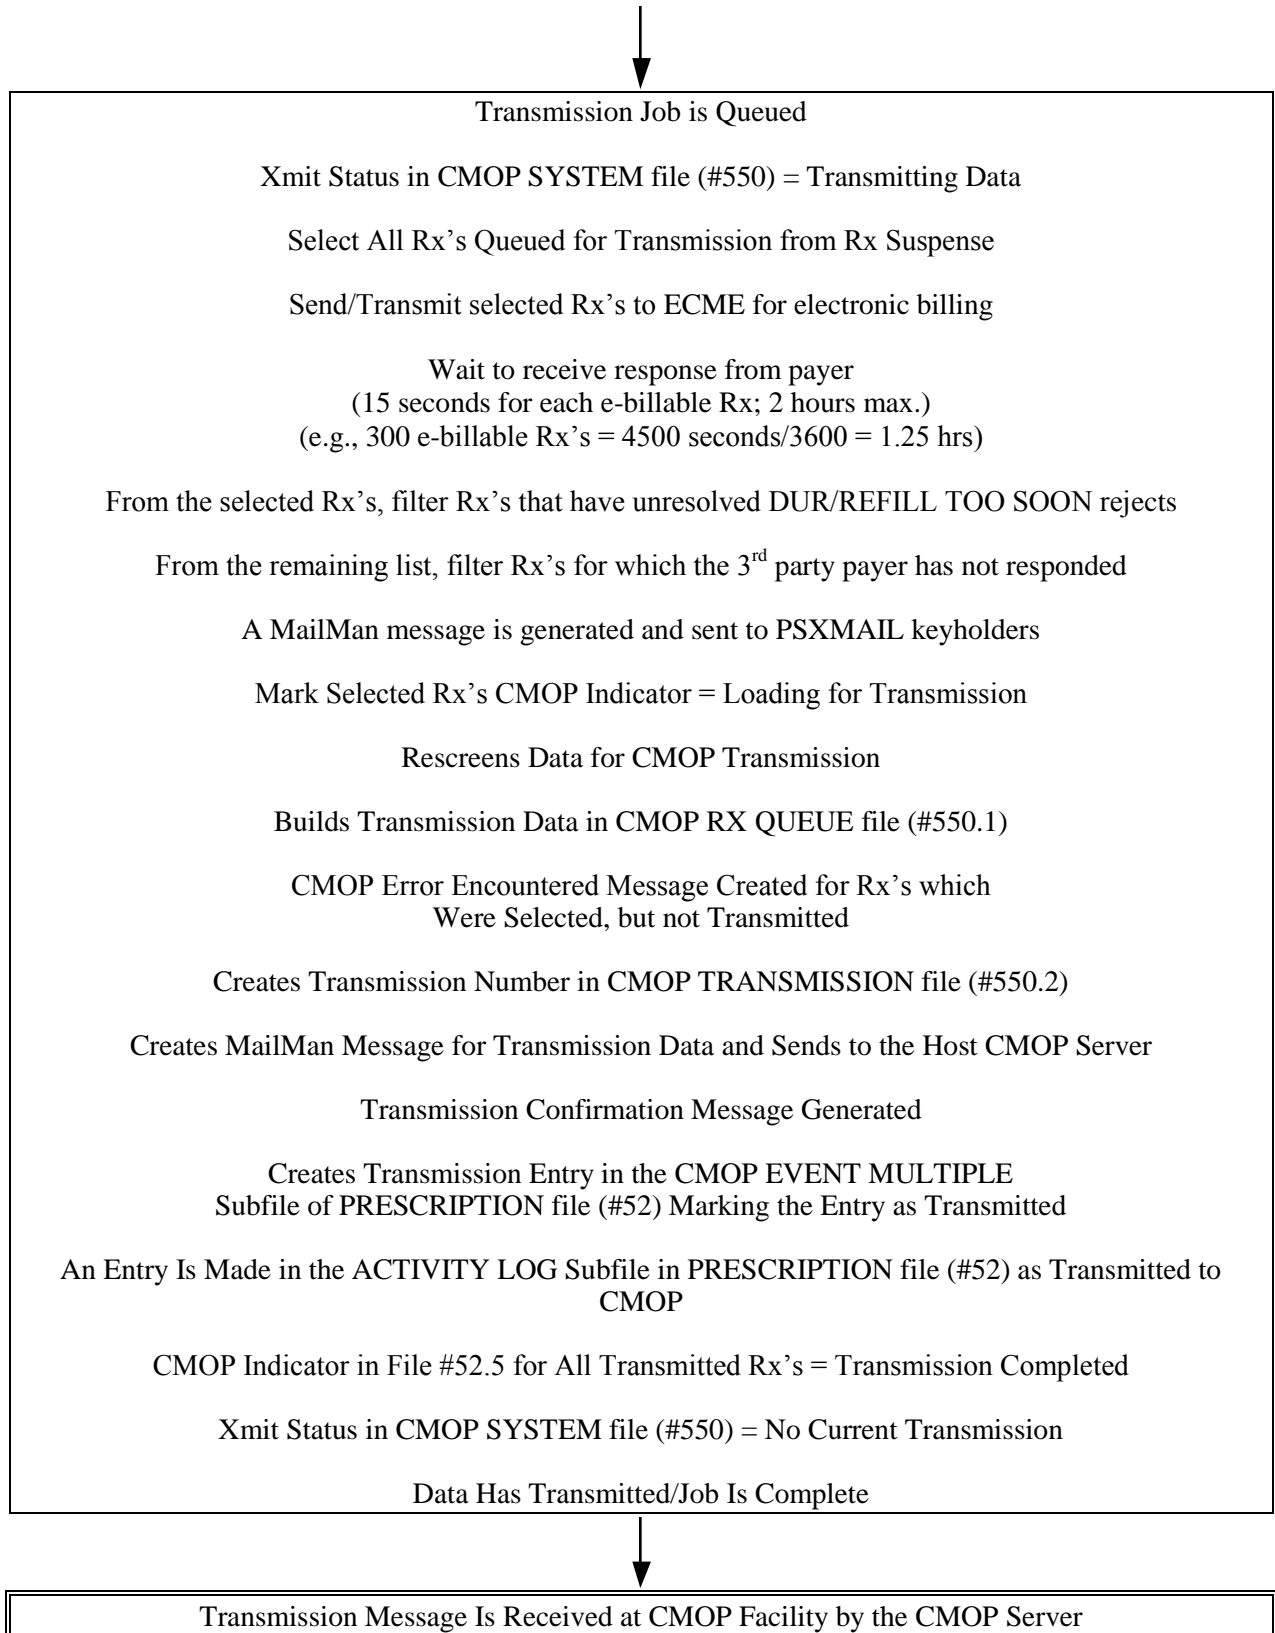 Transmission Job is Queued
Xmit Status in CMOP SYSTEM file (#550) = Transmitting Data
Select All Rx’s Queued for Transmission from Rx Suspense
Send/Transmit selected Rx’s to ECME for electronic billing
Wait to receive response from payer
(15 seconds for each e-billable Rx; 2 hours max.)
(e.g., 300 e-billable Rx’s = 4500 seconds/3600 = 1.25 hrs)
From the selected Rx’s, filter Rx’s that have unresolved DUR/REFILL TOO SOON rejects
From the remaining list, filter Rx’s for which the 3rd party payer has not responded
A MailMan message is generated and sent to PSXMAIL keyholders
Mark Selected Rx’s CMOP Indicator = Loading for Transmission
Rescreens Data for CMOP Transmission
Builds Transmission Data in CMOP RX QUEUE file (#550.1)
CMOP Error Encountered Message Created for Rx’s which
Were Selected, but not Transmitted
Creates Transmission Number in CMOP TRANSMISSION file (#550.2)
Creates MailMan Message for Transmission Data and Sends to the Host CMOP Server
Transmission Confirmation Message Generated
Creates Transmission Entry in the CMOP EVENT MULTIPLE
Subfile of PRESCRIPTION file (#52) Marking the Entry as Transmitted
An Entry Is Made in the ACTIVITY LOG Subfile in PRESCRIPTION file (#52) as Transmitted to
CMOP
CMOP Indicator in File #52.5 for All Transmitted Rx’s = Transmission Completed
Xmit Status in CMOP SYSTEM file (#550) = No Current Transmission
Data Has Transmitted/Job Is Complete
Transmission Message Is Received at CMOP Facility by the CMOP Server